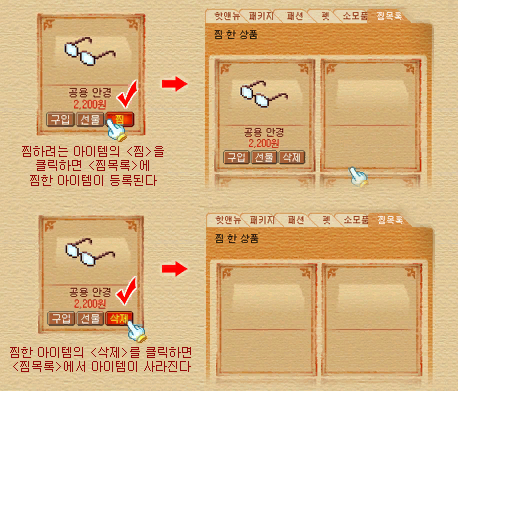 핫앤뉴 패키지 패션 펫 소모품 찜목록
찜 한 상품
공용 안경
2,200원
구입 선물 찜
공용 안경
2,200원
구입 선물 삭제
찜하려는 아이템의 <찜>을
클릭하면 <찜목록>에
찜한 아이템이 등록된다
핫앤뉴 패키지 패션 펫 소모품 찜목록
찜 한 상품
공용 안경
2,200원
구입 선물 삭제
찜한 아이템의 <삭제>를 클릭하면
<찜목록>에서 아이템이 사라진다